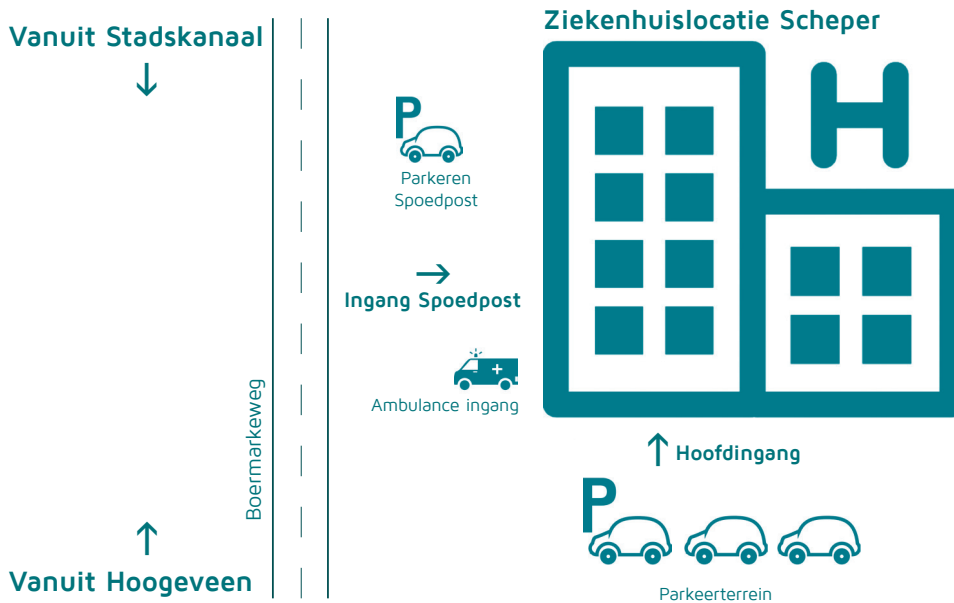 Ziekenhuislocatie Scheper
Vanuit Stadskanaal
P
Parkeren
Spoedpost
H
Ingang Spoedpost
Ambulance ingang
Boermarkeweg
Hoofdingang
P
Vanuit Hoogeveen
Parkeerterrein